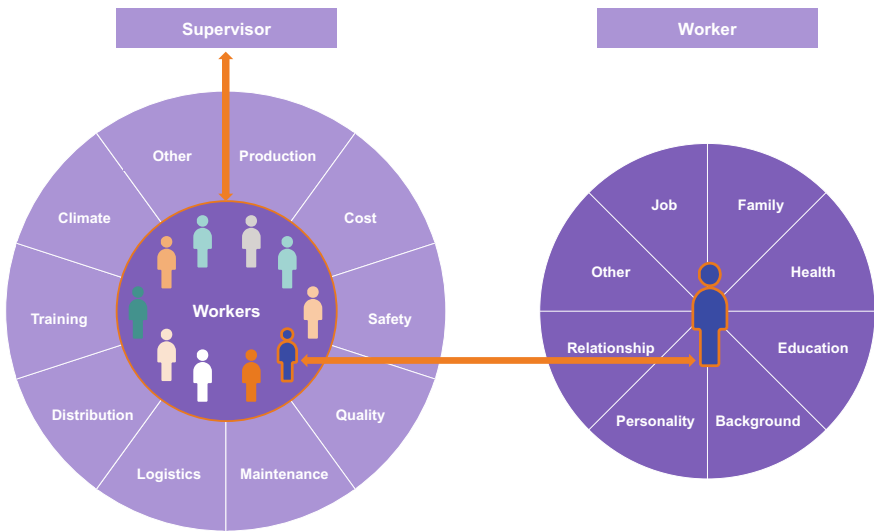 Supervisor
Worker
Other
Production
Climate
Cost
Training
Workers
Safety
Distribution
Quality
Logistics
Maintenance
Job
Family
Other
Health
Relationship
Education
Personality
Background